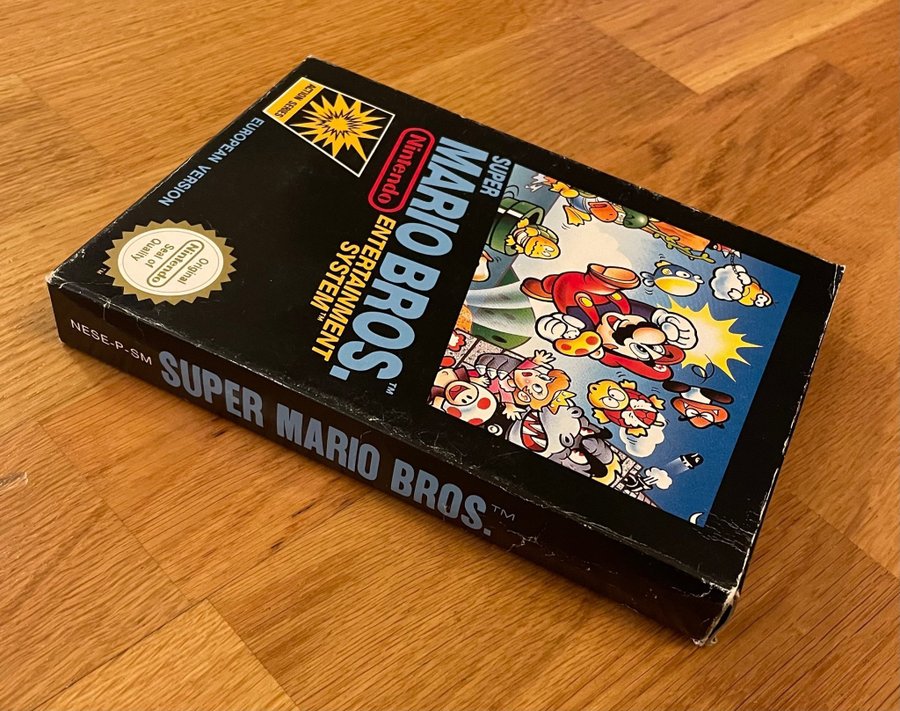 SUPER
MARIO BROS.™
Nintendo
ENTERTAINMENT
SYSTEM™
ACTION SERIES
EUROPEAN VERSION
Original
Nintendo
Seal of
Quality
TM
NESE-P-SM
SUPER MARIO BROS.™